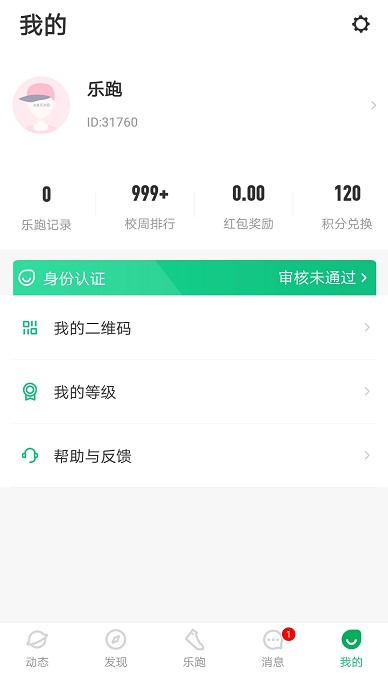 我的
乐跑
ID:31760
0 999+ 0.00 120
乐跑记录 校周排行 红包奖励 积分兑换
身份认证 审核未通过
我的二维码
我的等级
帮助与反馈
1
动态 发现 乐跑 消息 我的